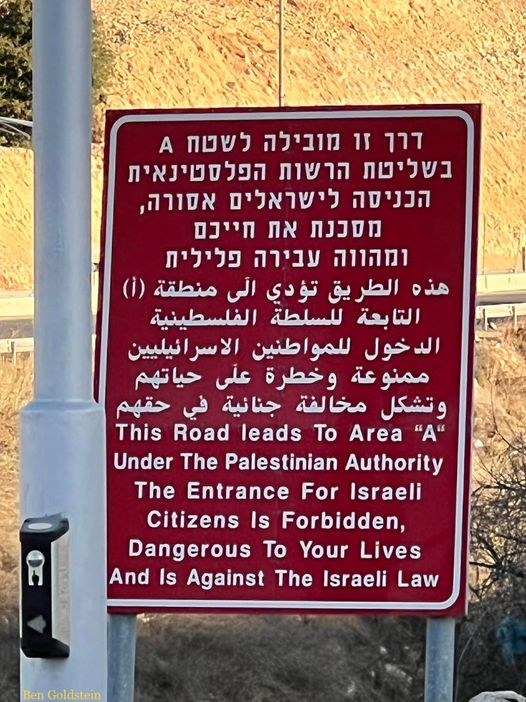 דרך זו מובילה לשטח A
בשליטת הרשות הפלסטינאית
הכניסה לישראלים אסורה,
מסכנת את חייכם
ומהווה עבירה פלילית
هذه الطريق تؤدي الى منطقة (أ)
التابعة للسلطة الفلسطينية
الدخول للمواطنين الاسرائيليين
ممنوعة وخطرة على حياتهم
وتشكل مخالفة جنائية في حقهم
This Road leads To Area "A"
Under The Palestinian Authority
The Entrance For Israeli
Citizens Is Forbidden,
Dangerous To Your Lives
And Is Against The Israeli Law
Ben Goldstein